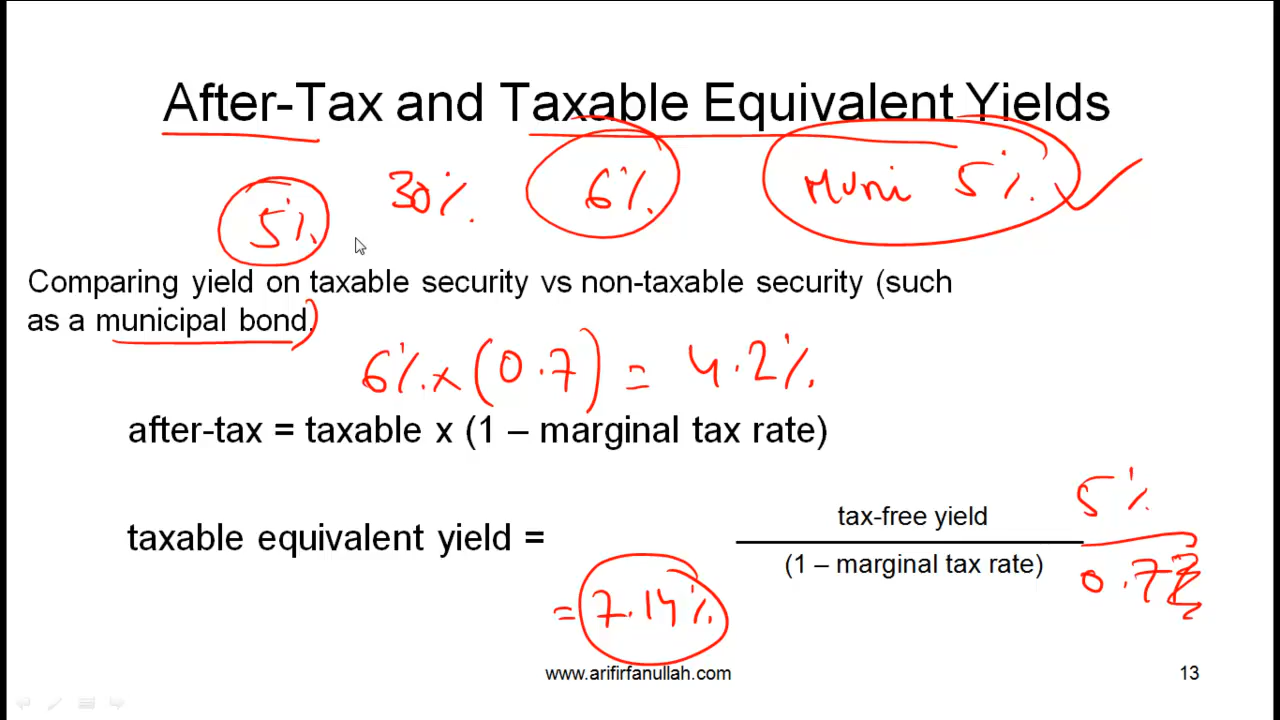 After-Tax and Taxable Equivalent Yields
5% 30% 6% Muni 5%
Comparing yield on taxable security vs non-taxable security (such
as a municipal bond)
6% x (0.7) = 4.2%
after-tax = taxable x (1 – marginal tax rate)
taxable equivalent yield =
tax-free yield
(1 – marginal tax rate)
5%
0.7
= 7.14%
www.arifirfanullah.com
13